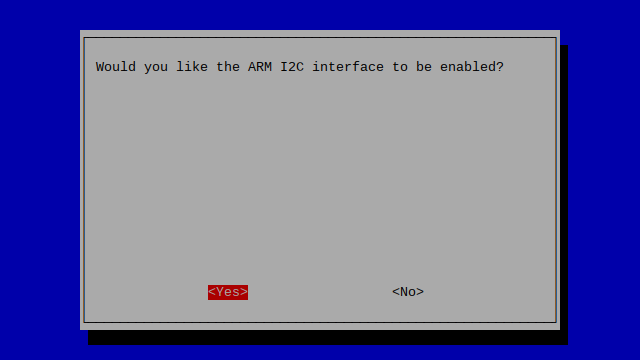 Would you like the ARM I2C interface to be enabled?
<Yes> <No>